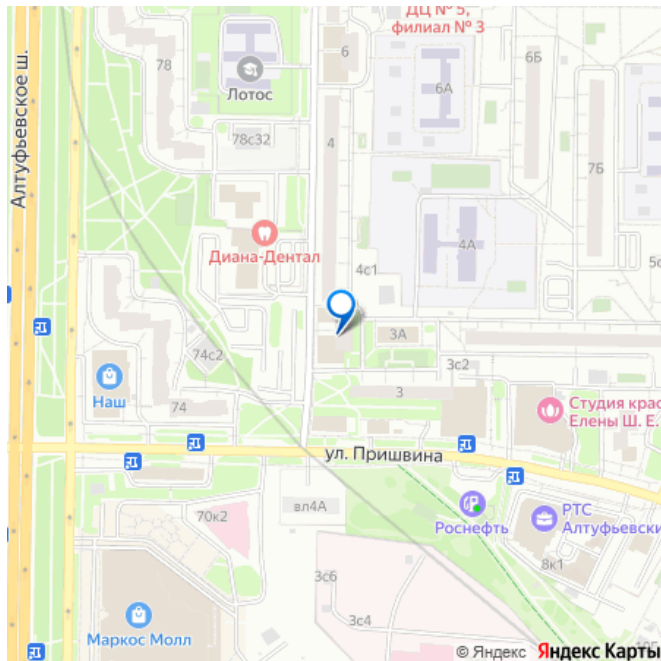 ДЦ № 5,
филиал № 3
Алтуфьевское ш.
78
Лотос
6
6А
6Б
78с32
4
7Б
Диана-Дентал
4А
4с1
5с
74с2
3А
3с2
Наш
74
3
Студия крас
Елены Ш. Е.
ул. Пришвина
70к2
вл4А
Роснефть
РТС
Алтуфьевски
8к1
3с6
3с4
Маркос Молл
© Яндекс Яндекс Карты